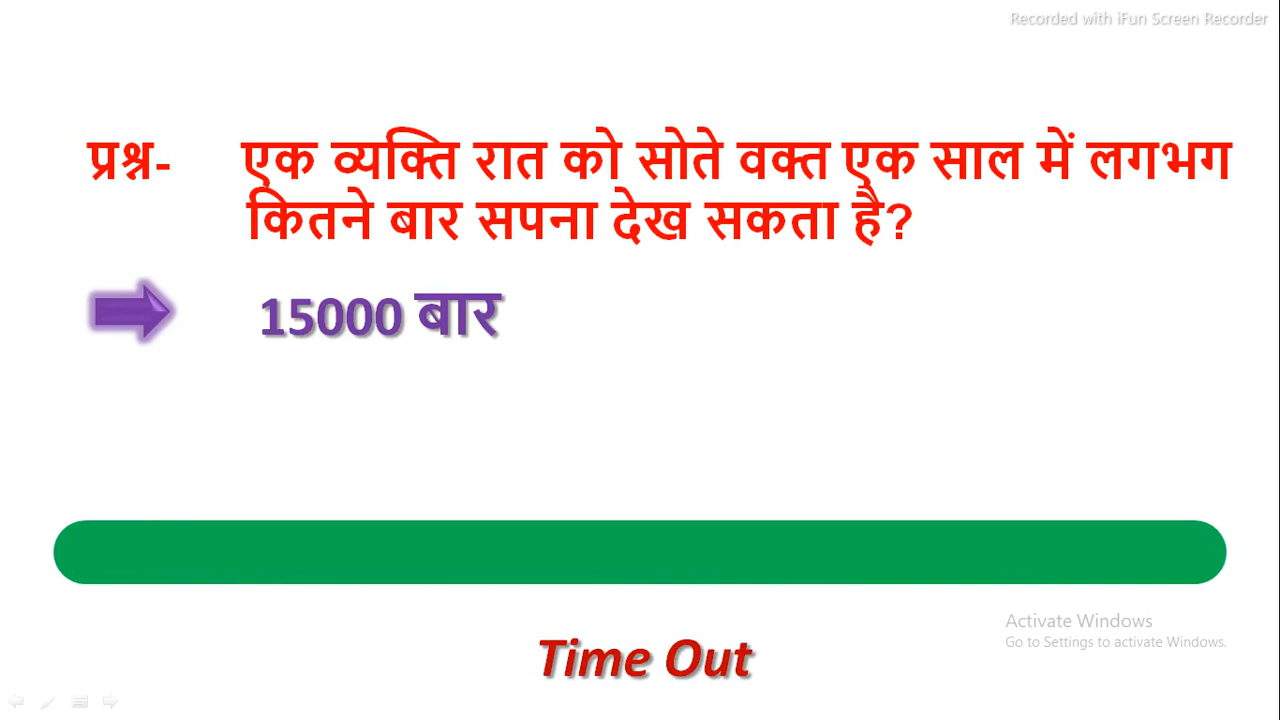 Recorded with iFun Screen Recorder
प्रश्न- एक व्यक्ति रात को सोते वक्त एक साल में लगभग
कितने बार सपना देख सकता है?
15000 बार
Activate Windows
Go to Settings to activate Windows.
Time Out